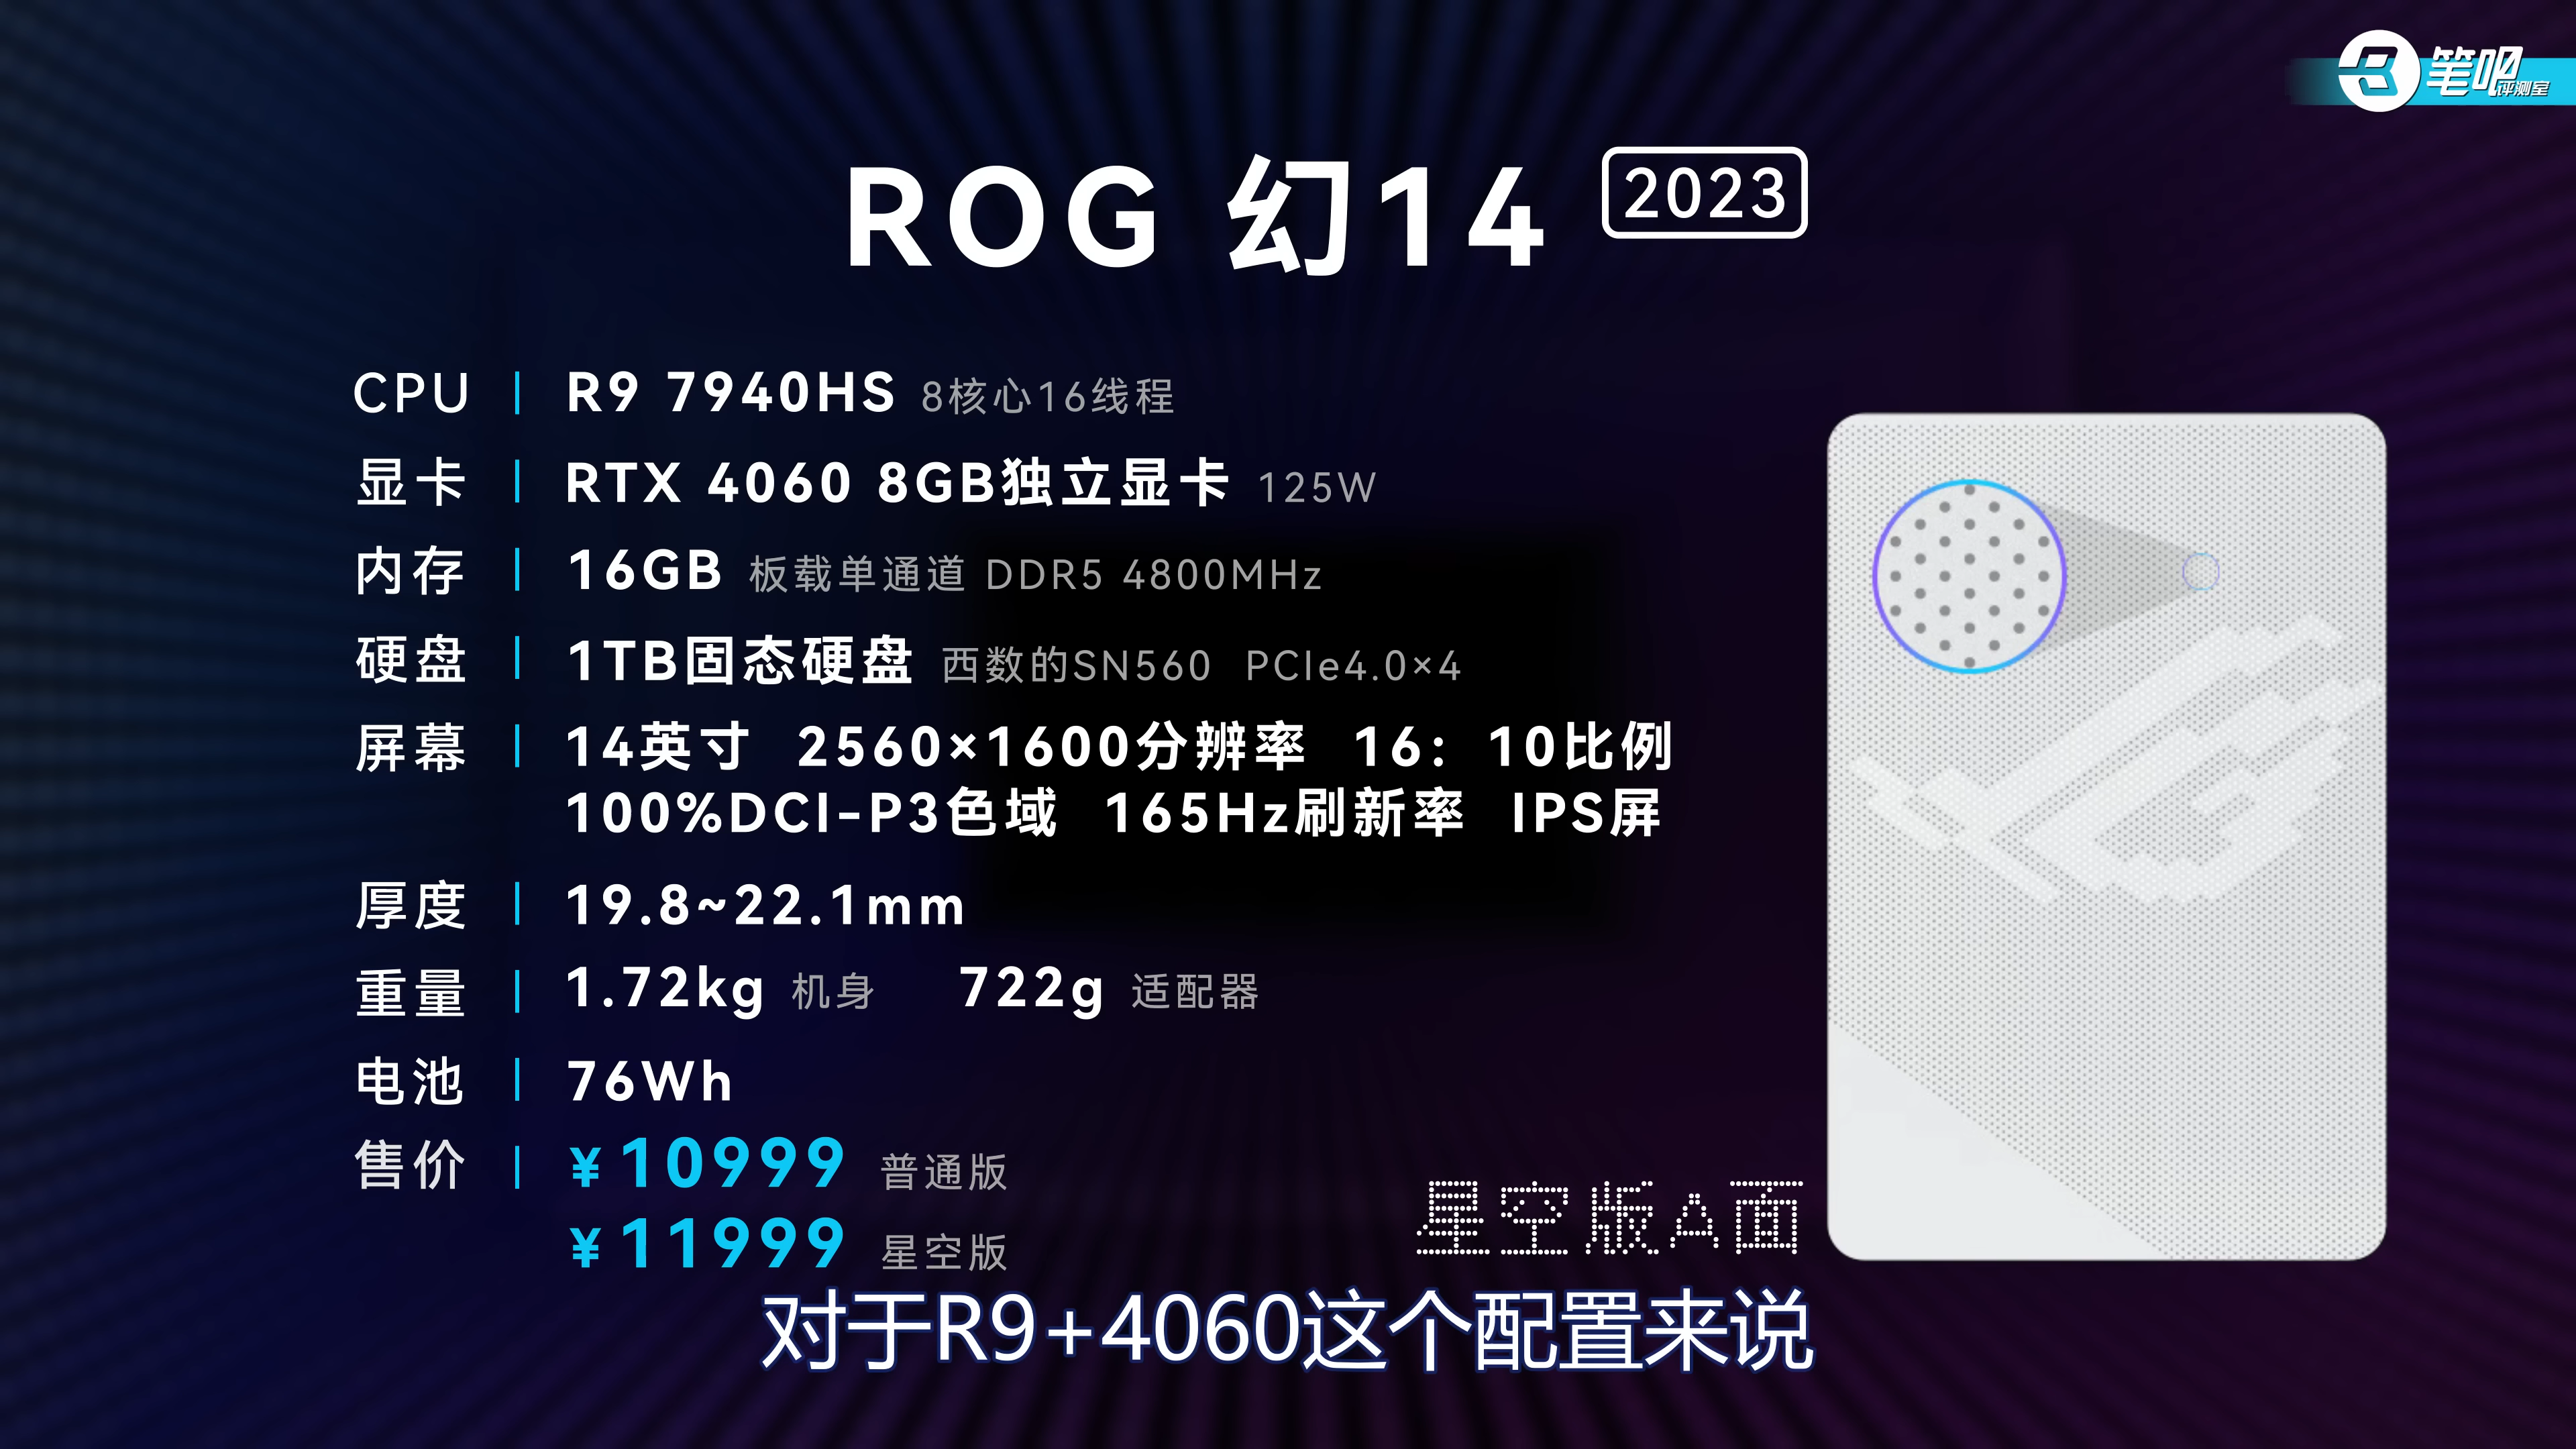 笔吧评测室
ROG 幻14 2023
CPU R9 7940HS 8核心16线程
显卡 RTX 4060 8GB独立显卡 125W
内存 16GB 板载单通道 DDR5 4800MHz
硬盘 1TB固态硬盘 西数的SN560 PCIe4.0×4
屏幕 14英寸 2560×1600分辨率 16：10比例
100%DCI-P3色域 165Hz刷新率 IPS屏
厚度 19.8~22.1mm
重量 1.72kg 机身 722g 适配器
电池 76Wh
售价 ¥10999 普通版
¥11999 星空版
星空版A面
对于R9+4060这个配置来说